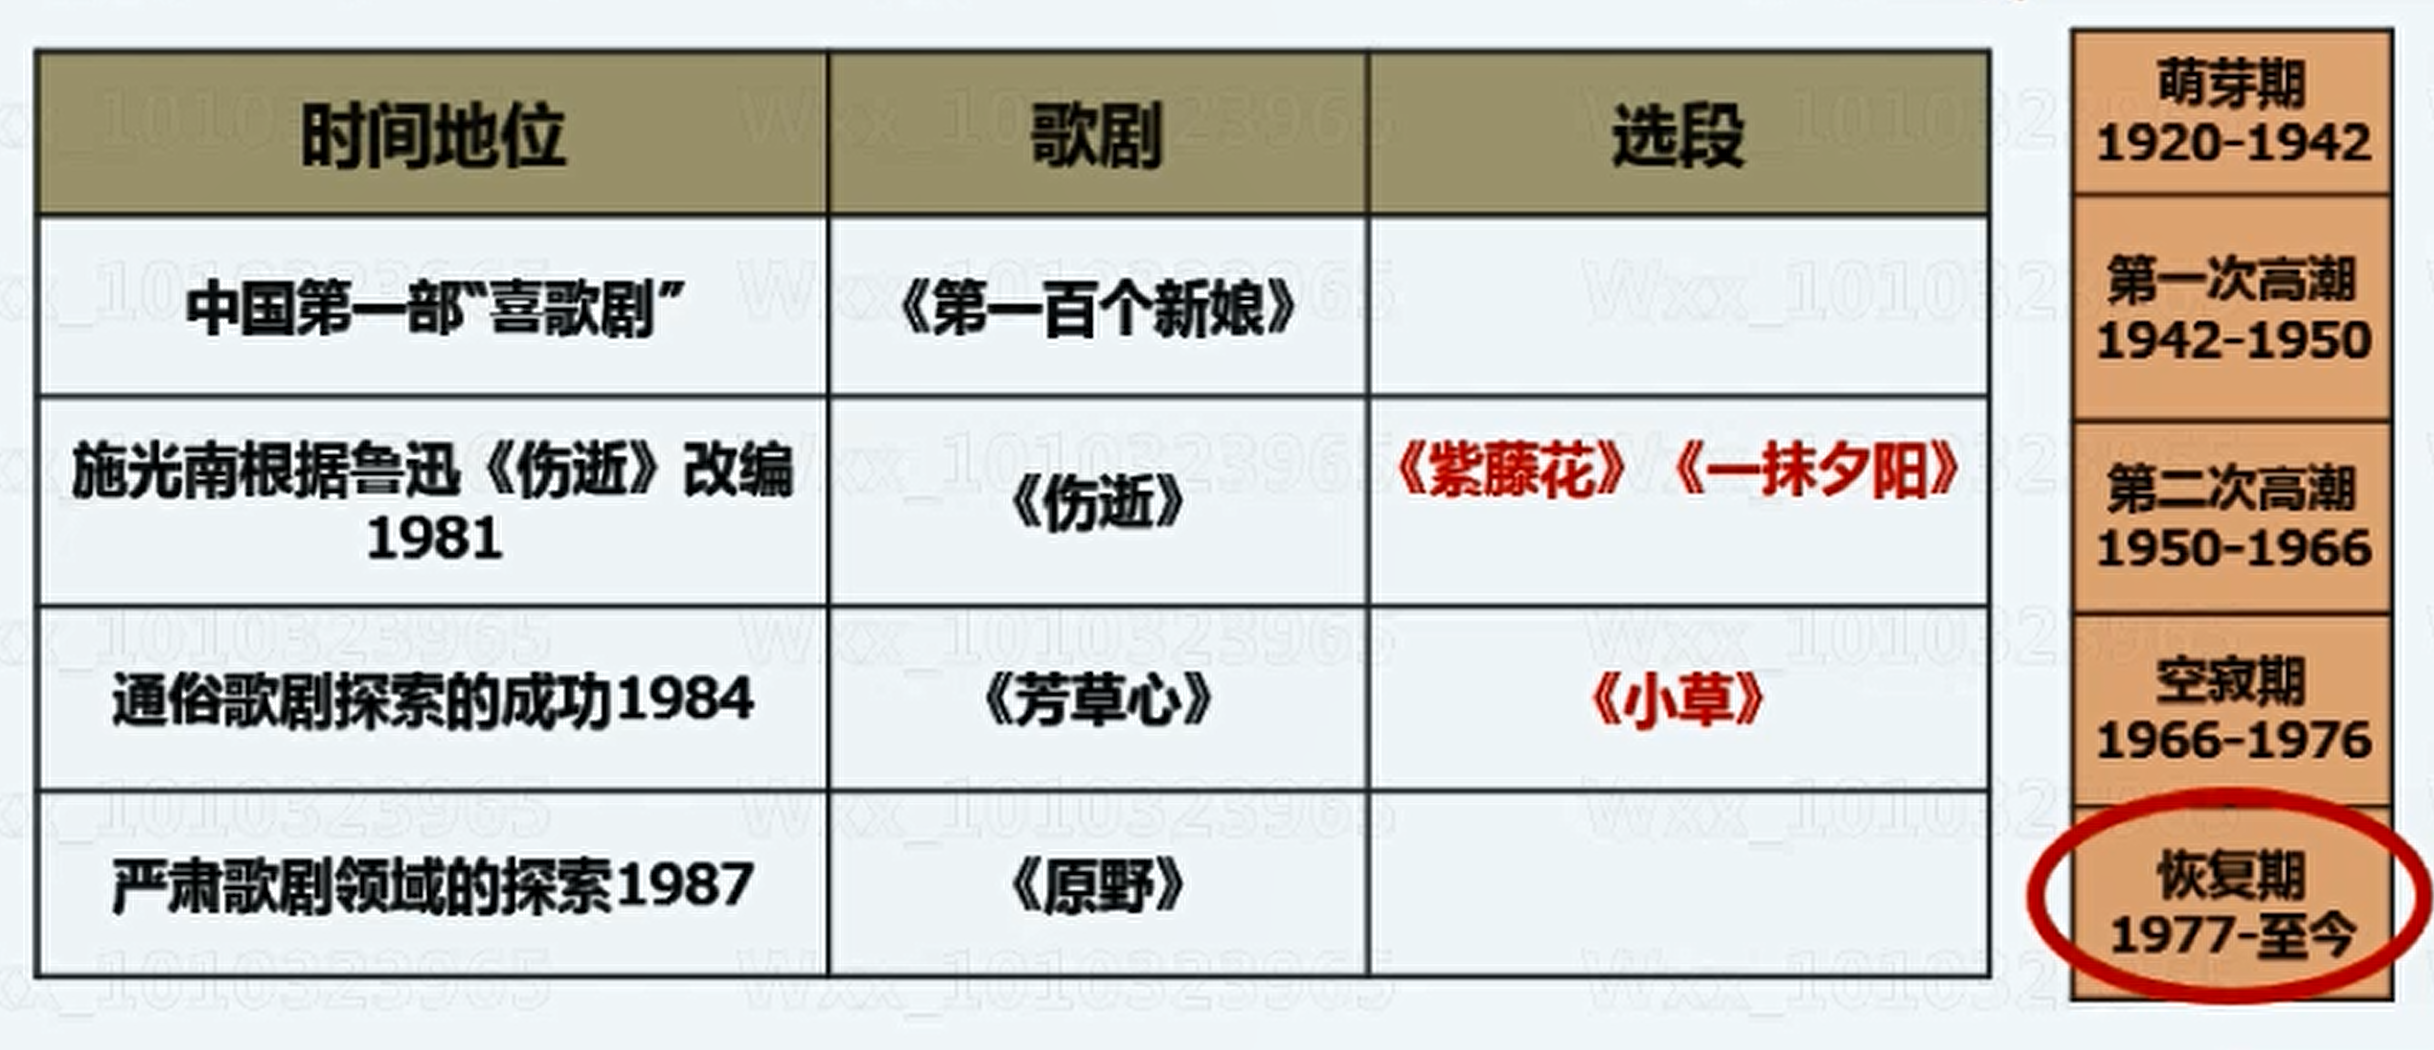 时间地位
歌剧
选段
中国第一部“喜歌剧”
《第一百个新娘》
施光南根据鲁迅《伤逝》改编
1981
《伤逝》
《紫藤花》《一抹夕阳》
通俗歌剧探索的成功1984
《芳草心》
《小草》
严肃歌剧领域的探索1987
《原野》
萌芽期
1920-1942
第一次高潮
1942-1950
第二次高潮
1950-1966
空寂期
1966-1976
恢复期
1977-至今
Wxx_1010323965